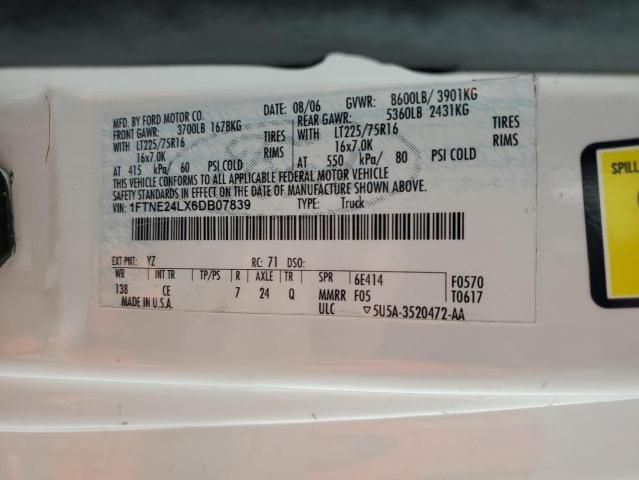 MFD. BY FORD MOTOR CO. DATE: 08/06 GVWR: 8600LB/ 3901KG
FRONT GAWR: 3700LB 1678KG REAR GAWR: 5360LB 2431KG
WITH LT225/75R16 TIRES WITH LT225/75R16 TIRES
16x7.0K RIMS 16x7.0K RIMS
AT 415 kPa/ 60 PSI COLD AT 550 kPa/ 80 PSI COLD
THIS VEHICLE CONFORMS TO ALL APPLICABLE FEDERAL MOTOR VEHICLE
SAFETY STANDARDS IN EFFECT ON THE DATE OF MANUFACTURE SHOWN ABOVE.
VIN: 1FTNE24LX6DB07839 TYPE: Truck
EXT PNT: YZ RC: 71 DSO:
WB INT TR TP/PS R AXLE TR SPR 6E414 F0570
138 CE 7 24 Q MMRR F05 T0617
MADE IN U.S.A. ULC ▽5U5A-3520472-AA
SPILL